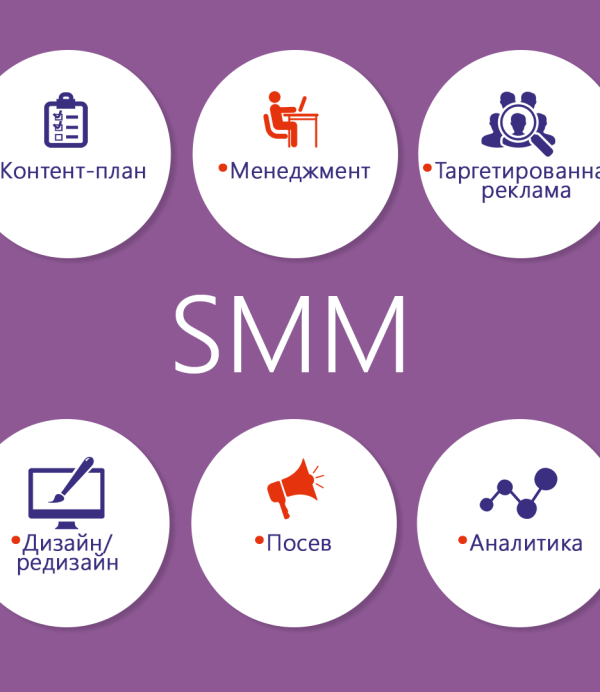 Контент-план
•Менеджмент
•Таргетированна
реклама
SMM
•Дизайн/
редизайн
•Посев
•Аналитика